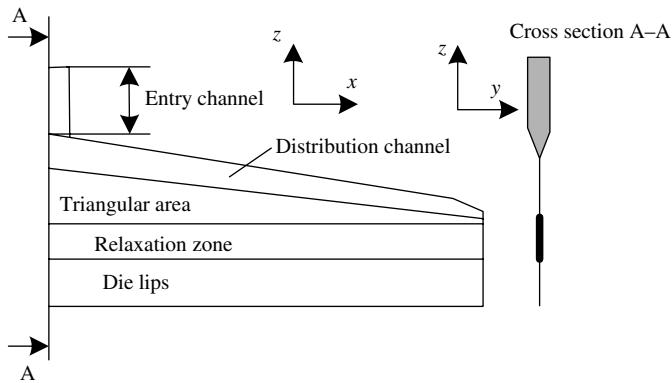 A
z
z
Cross section A–A
x
y
Entry channel
Distribution channel
Triangular area
Relaxation zone
Die lips
A